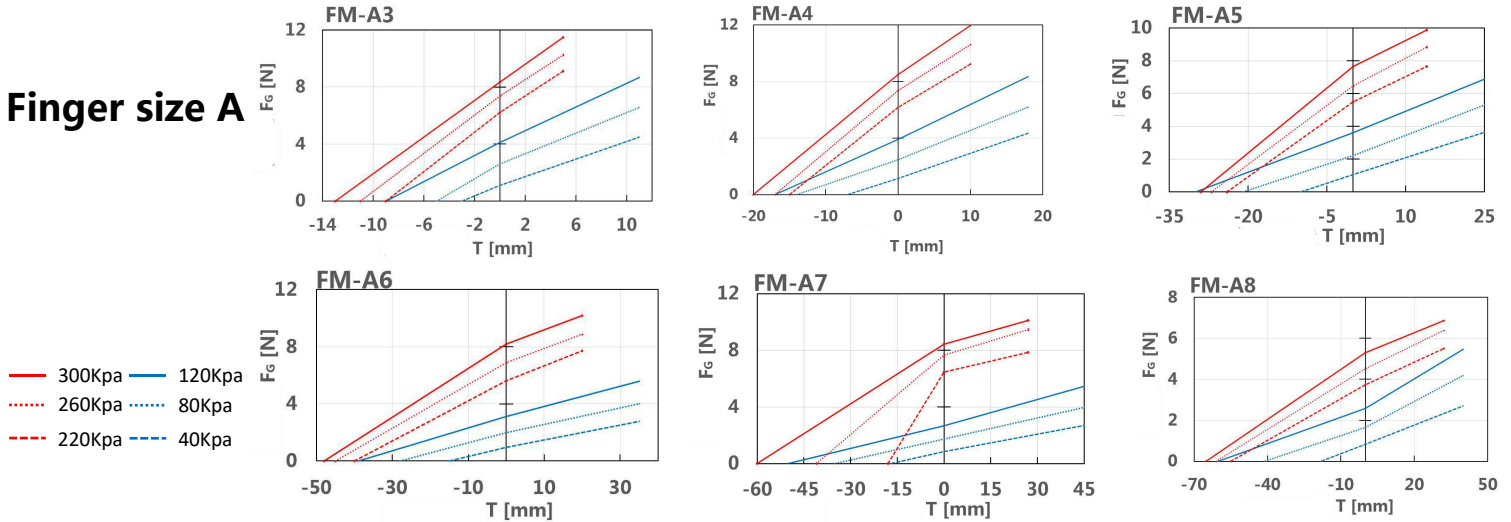 FM-A3
12
8
4
0
-14
-10
-6
-2
2
6
10
T [mm]
FG [N]
FM-A4
12
8
4
0
-20
-10
0
10
20
T [mm]
FG [N]
FM-A5
10
8
6
4
2
0
-35
-20
-5
10
25
T [mm]
FG [N]
Finger size A
FM-A6
12
8
4
0
-50
-30
-10
10
30
T [mm]
FG [N]
FM-A7
12
8
4
0
-60
-45
-30
-15
0
15
30
45
T [mm]
FG [N]
FM-A8
8
6
4
2
0
-70
-40
-10
20
50
T [mm]
FG [N]
300Kpa
120Kpa
260Kpa
80Kpa
220Kpa
40Kpa